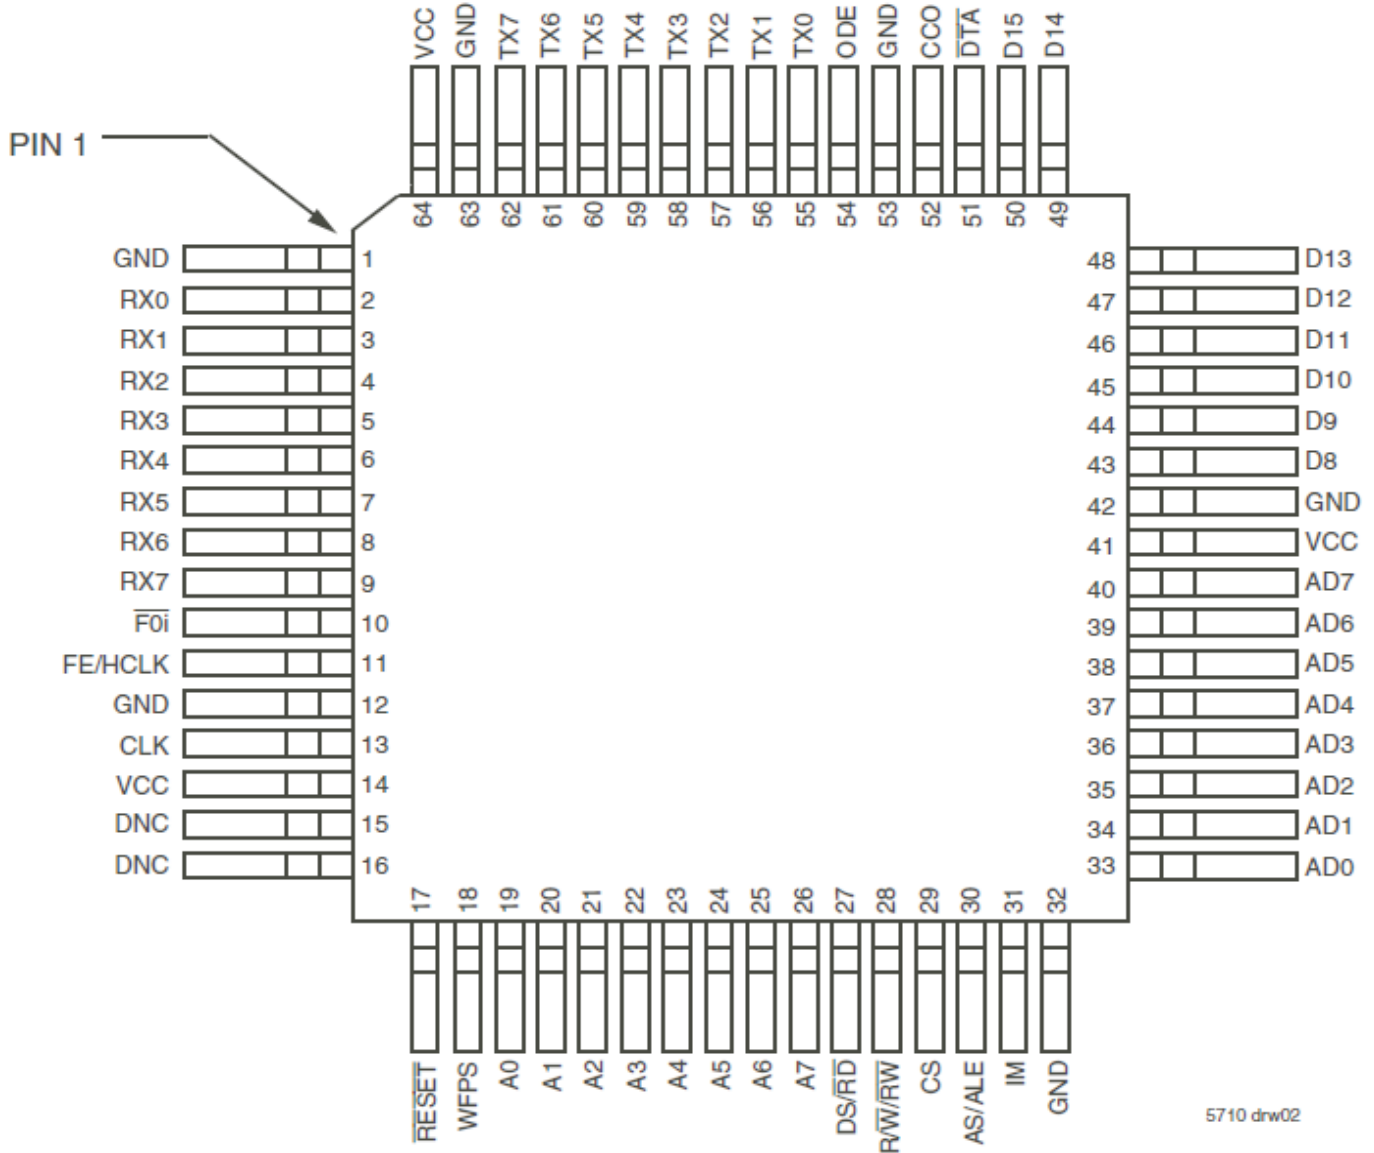 VCC GND TX7 TX6 TX5 TX4 TX3 TX2 TX1 TX0 ODE GND CCO D̅T̅A̅ D15 D14
PIN 1
64 63 62 61 60 59 58 57 56 55 54 53 52 51 50 49
GND 1 48 D13
RX0 2 47 D12
RX1 3 46 D11
RX2 4 45 D10
RX3 5 44 D9
RX4 6 43 D8
RX5 7 42 GND
RX6 8 41 VCC
RX7 9 40 AD7
F̅0̅i̅ 10 39 AD6
FE/HCLK 11 38 AD5
GND 12 37 AD4
CLK 13 36 AD3
VCC 14 35 AD2
DNC 15 34 AD1
DNC 16 33 AD0
17 18 19 20 21 22 23 24 25 26 27 28 29 30 31 32
R̅E̅S̅E̅T̅ WFPS A0 A1 A2 A3 A4 A5 A6 A7 DS/R̅D̅ R/W̅/R̅W̅ CS AS/ALE IM GND
5710 drw02